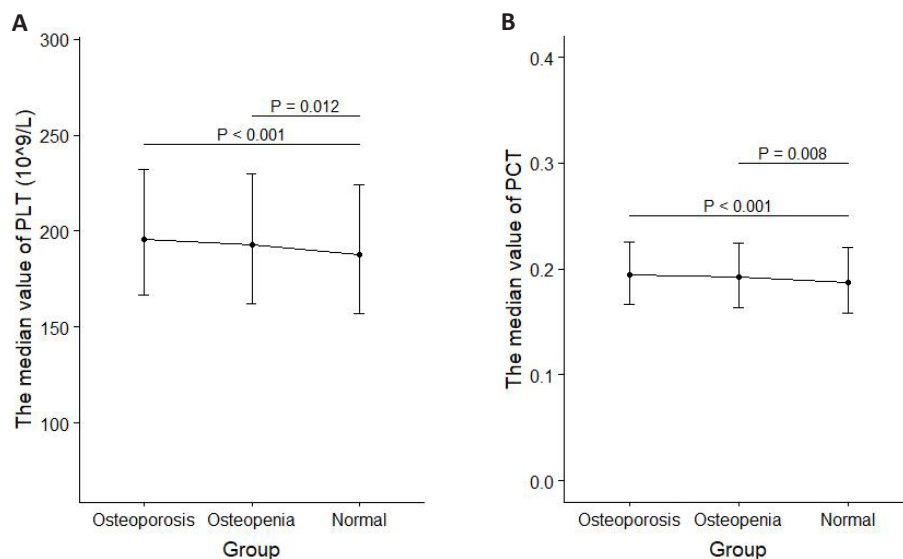 A
The median value of PLT (10^9/L)
300
250
200
150
100
P = 0.012
P < 0.001
Osteoporosis Osteopenia Normal
Group
B
The median value of PCT
0.4
0.3
0.2
0.1
0.0
P = 0.008
P < 0.001
Osteoporosis Osteopenia Normal
Group